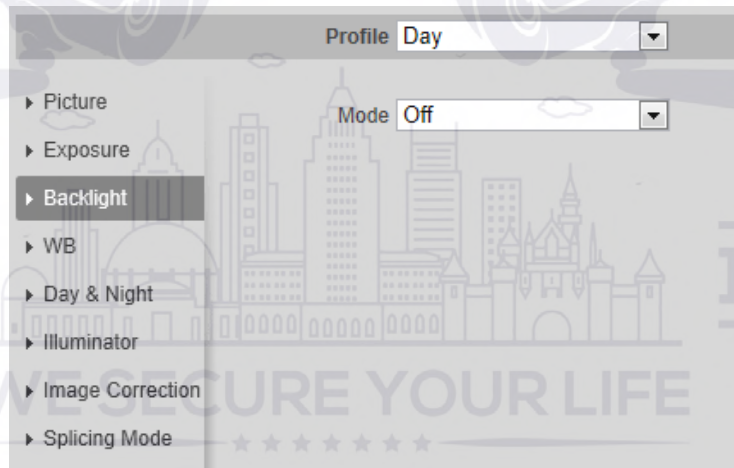 Profile Day
Picture
Mode Off
Exposure
Backlight
WB
Day & Night
Illuminator
Image Correction
WE SECURE YOUR LIFE
Splicing Mode